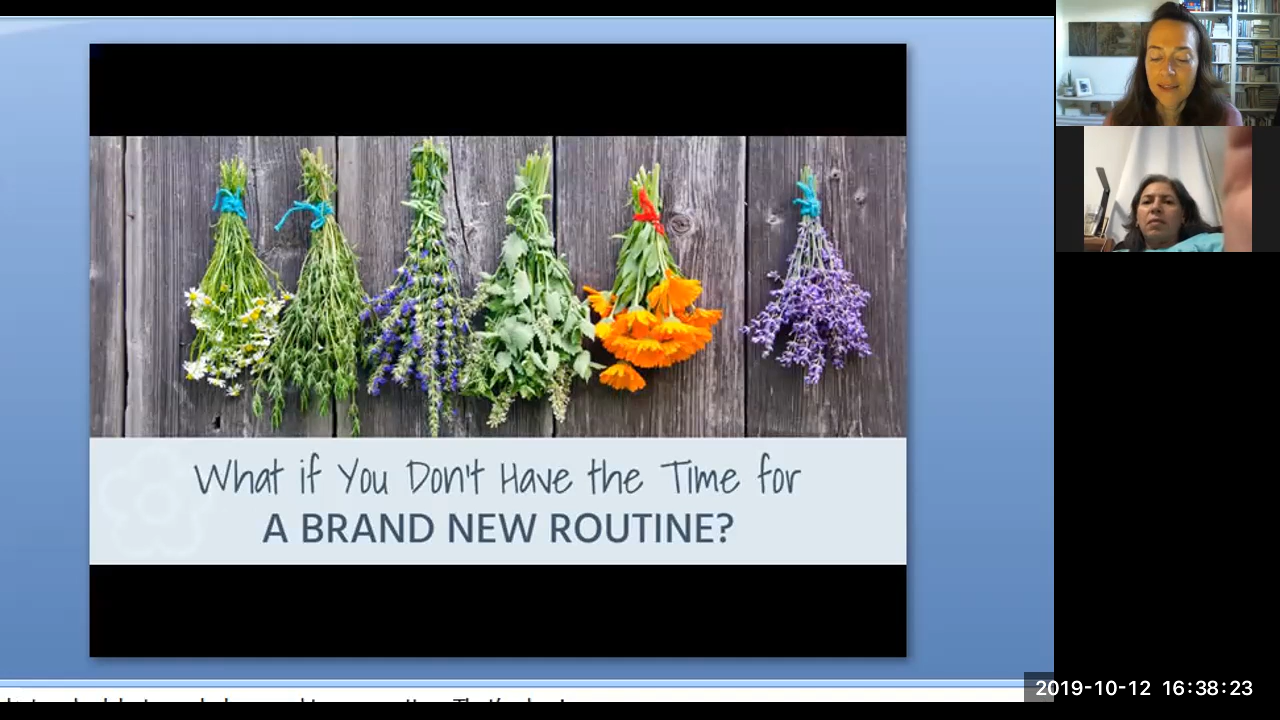 What if You Don't Have the Time for
A BRAND NEW ROUTINE?
2019-10-12 16:38:23